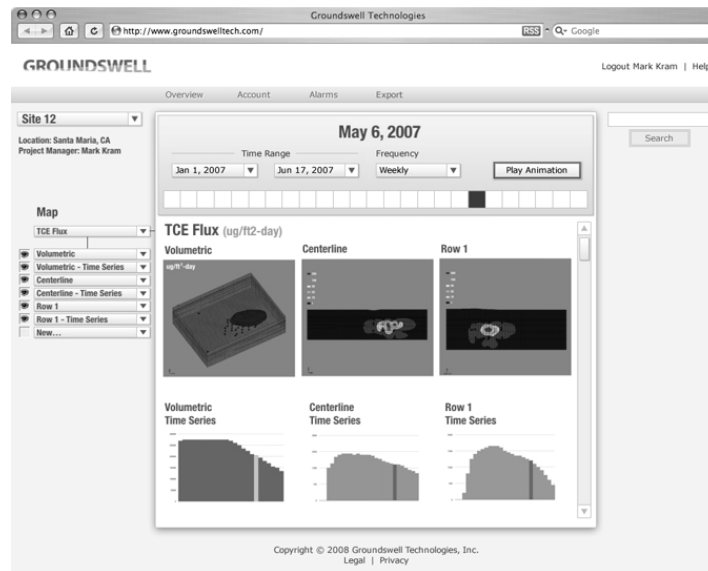 Groundswell Technologies
http://www.groundswelltech.com/
RSS
Google
GROUNDSWELL
Logout Mark Kram | Help
Overview Account Alarms Export
Site 12
Location: Santa Maria, CA
Project Manager: Mark Kram
Map
TCE Flux
Volumetric
Volumetric - Time Series
Centerline
Centerline - Time Series
Row 1
Row 1 - Time Series
New...
May 6, 2007
Time Range
Frequency
Jan 1, 2007
Jun 17, 2007
Weekly
Play Animation
Search
TCE Flux (ug/ft2-day)
Volumetric
Centerline
Row 1
ug/ft²-day
Volumetric
Time Series
Centerline
Time Series
Row 1
Time Series
Copyright © 2008 Groundswell Technologies, Inc.
Legal | Privacy